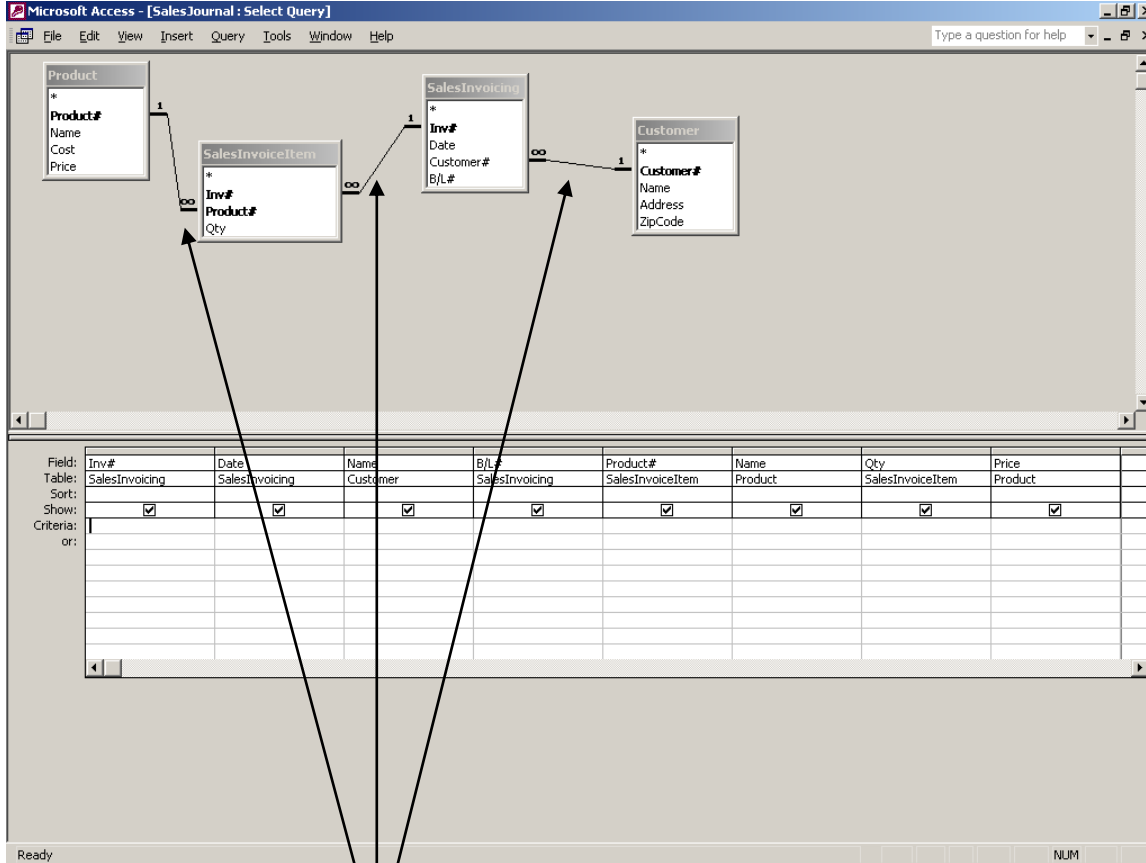 Microsoft Access - [SalesJournal : Select Query]
File Edit View Insert Query Tools Window Help Type a question for help
Product
*
Product#
Name
Cost
Price
1
∞
SalesInvoiceItem
*
Inv#
Product#
Qty
∞
1
SalesInvoicing
*
Inv#
Date
Customer#
B/L#
∞
1
Customer
*
Customer#
Name
Address
ZipCode
Field: Inv# Date Name B/L# Product# Name Qty Price
Table: SalesInvoicing SalesInvoicing Customer SalesInvoicing SalesInvoiceItem Product SalesInvoiceItem Product
Sort:
Show:
Criteria:
or:
Ready NUM